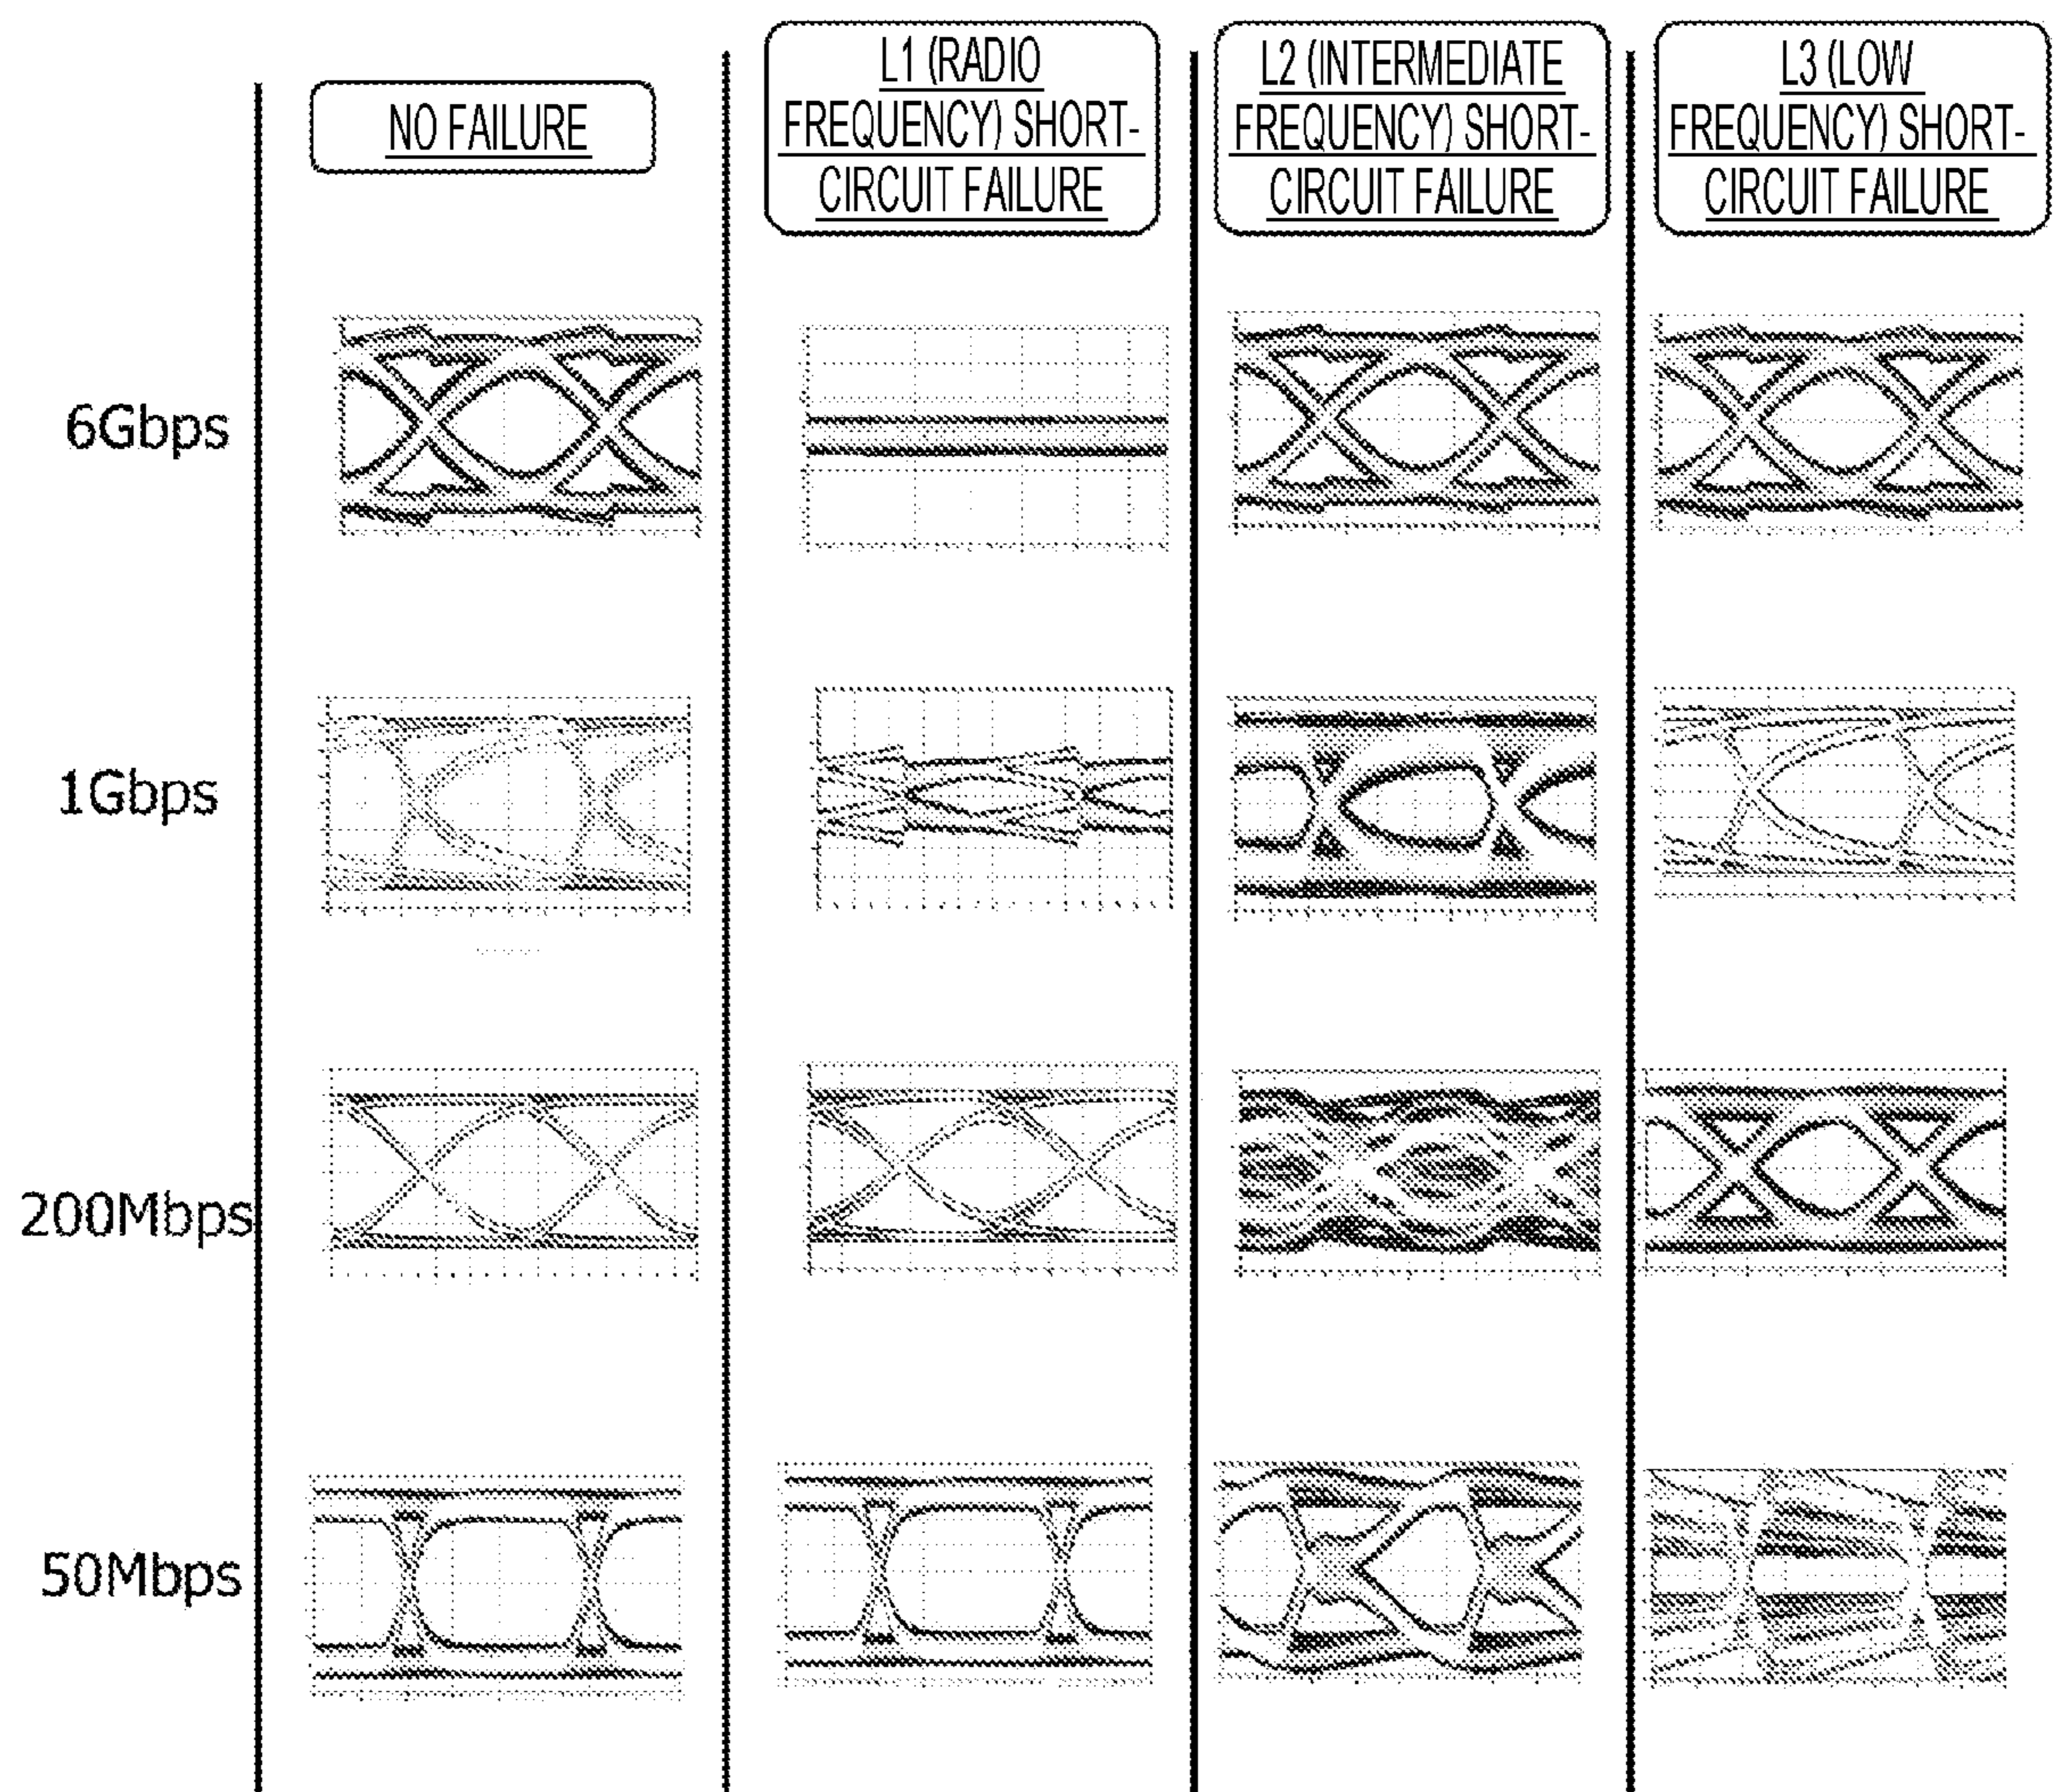 NO FAILURE
L1 (RADIO
FREQUENCY) SHORT-
CIRCUIT FAILURE
L2 (INTERMEDIATE
FREQUENCY) SHORT-
CIRCUIT FAILURE
L3 (LOW
FREQUENCY) SHORT-
CIRCUIT FAILURE
6Gbps
1Gbps
200Mbps
50Mbps